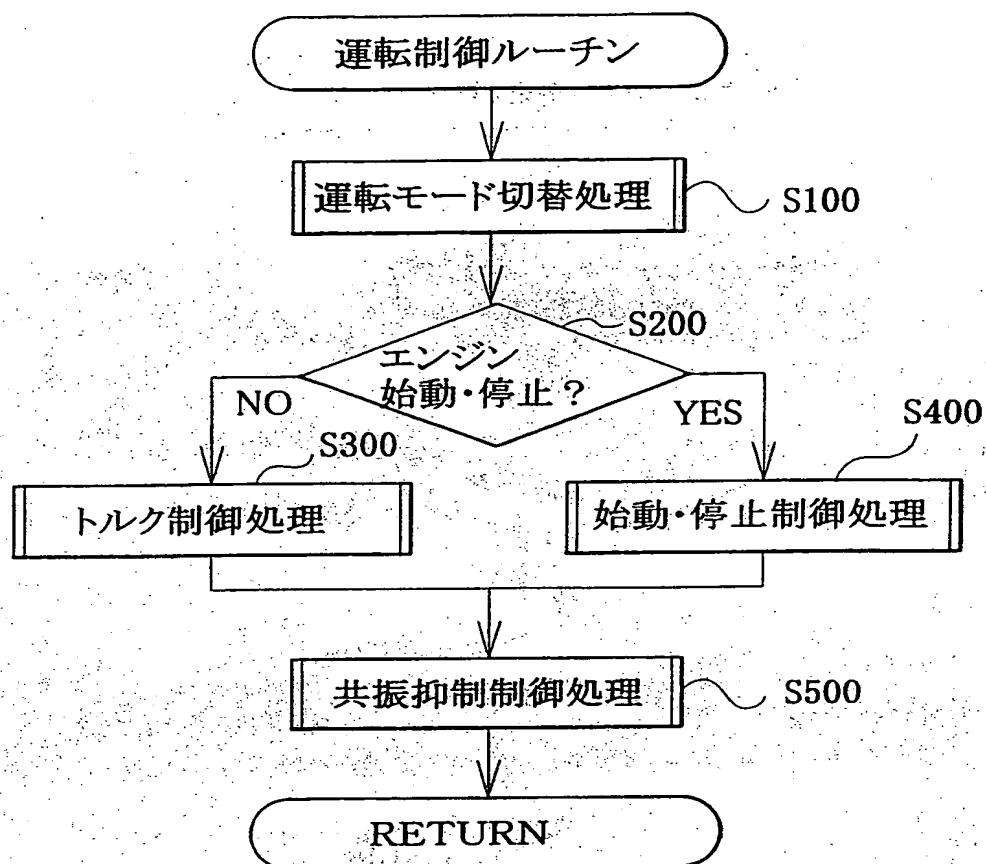 運転制御ルーチン
運転モード切替処理
S100
S200
エンジン
始動・停止?
NO
YES
S300
S400
トルク制御処理
始動・停止制御処理
共振抑制制御処理
S500
RETURN